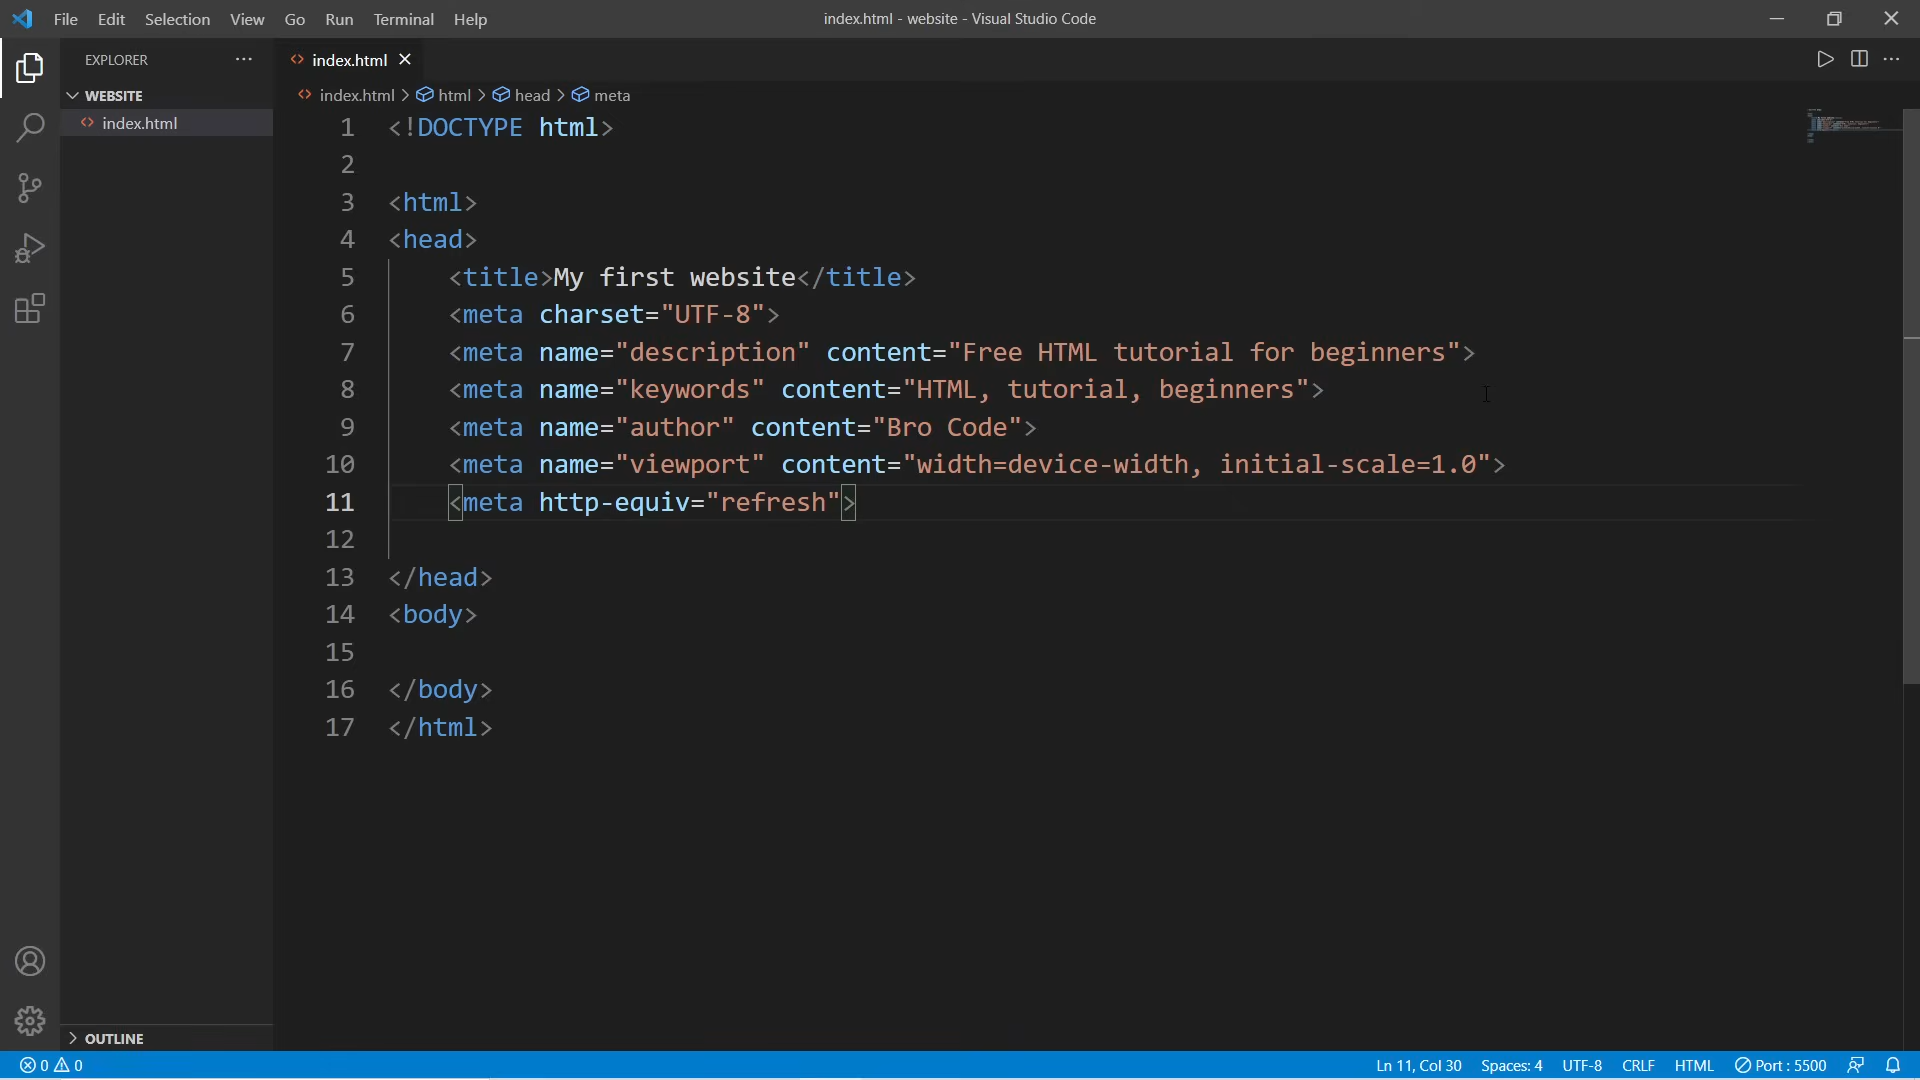 File Edit Selection View Go Run Terminal Help
index.html - website - Visual Studio Code
EXPLORER
WEBSITE
index.html
index.html
index.html > html > head > meta
1 <!DOCTYPE html>
2
3 <html>
4 <head>
5 <title>My first website</title>
6 <meta charset="UTF-8">
7 <meta name="description" content="Free HTML tutorial for beginners">
8 <meta name="keywords" content="HTML, tutorial, beginners">
9 <meta name="author" content="Bro Code">
10 <meta name="viewport" content="width=device-width, initial-scale=1.0">
11 <meta http-equiv="refresh">
12
13 </head>
14 <body>
15
16 </body>
17 </html>
OUTLINE
0 0
Ln 11, Col 30 Spaces: 4 UTF-8 CRLF HTML Port : 5500